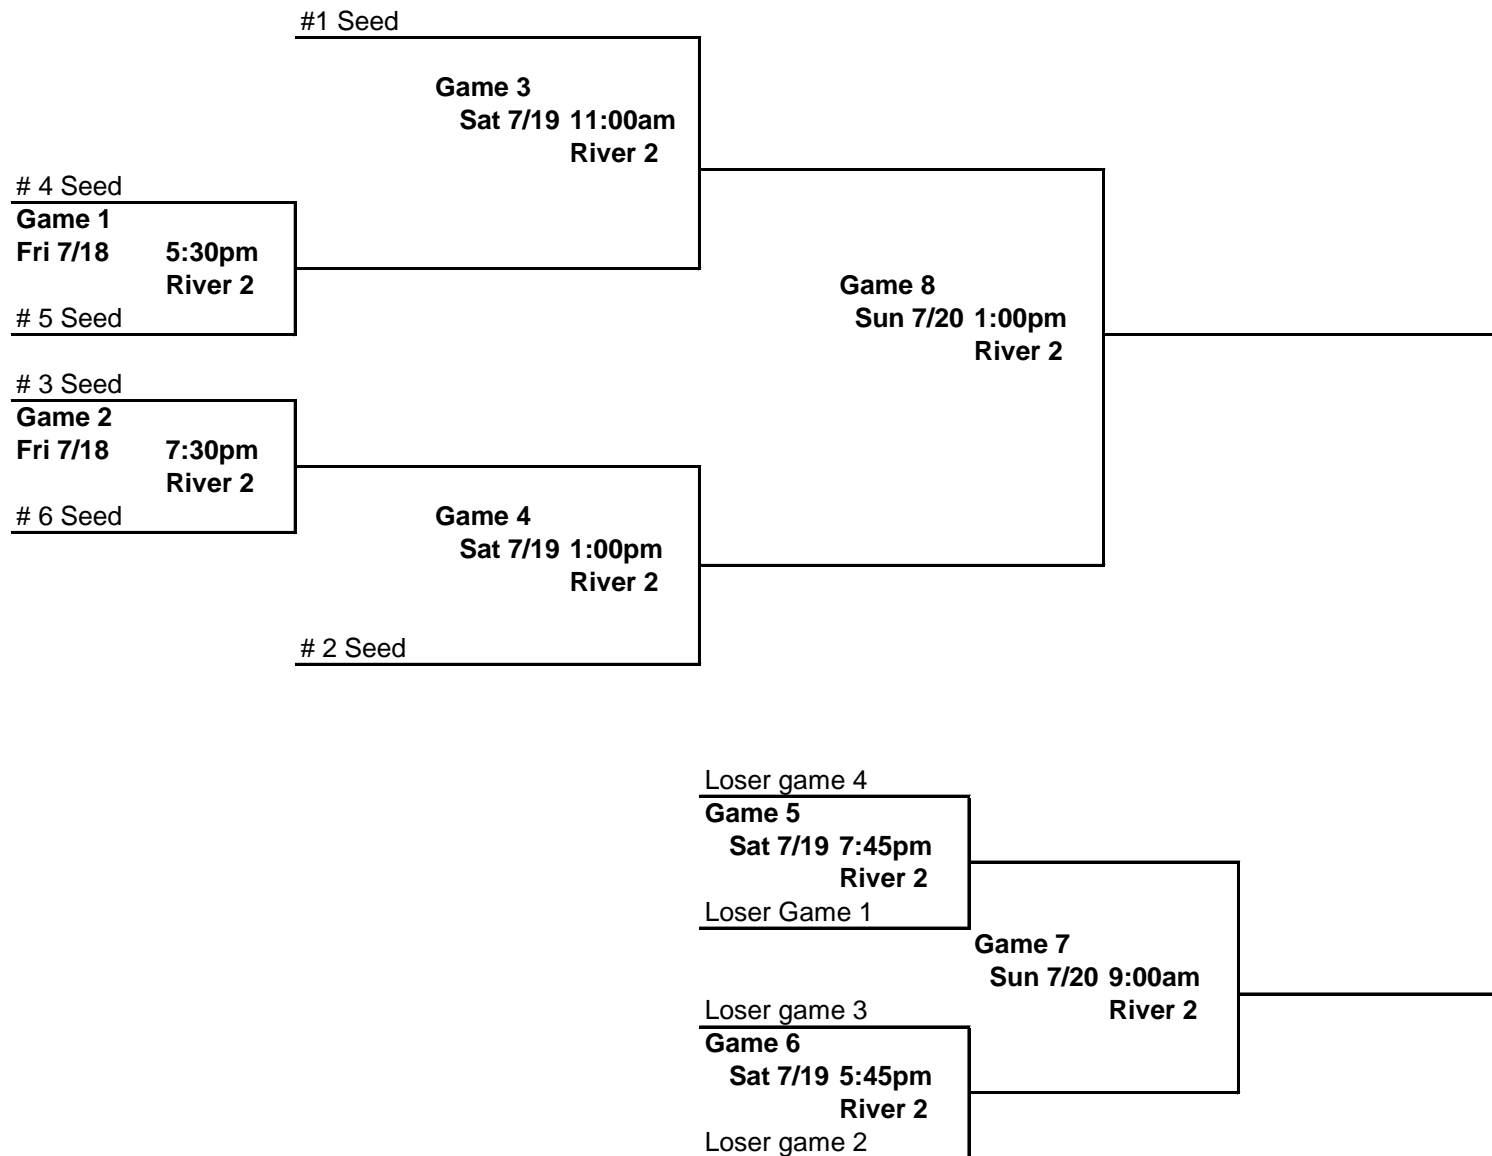 #1 Seed
Game 3
Sat 7/19 11:00am
River 2
# 4 Seed
Game 1
Fri 7/18 5:30pm
River 2
# 5 Seed
Game 8
Sun 7/20 1:00pm
River 2
# 3 Seed
Game 2
Fri 7/18 7:30pm
River 2
# 6 Seed
Game 4
Sat 7/19 1:00pm
River 2
# 2 Seed
Loser game 4
Game 5
Sat 7/19 7:45pm
River 2
Loser Game 1
Game 7
Sun 7/20 9:00am
River 2
Loser game 3
Game 6
Sat 7/19 5:45pm
River 2
Loser game 2